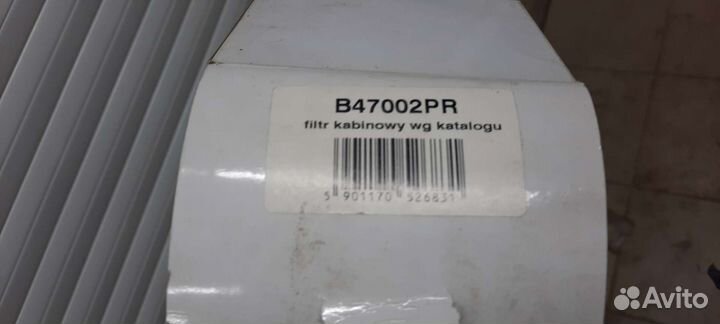 B47002PR
filtr kabinowy wg katalogu
5 901170 526831
Avito